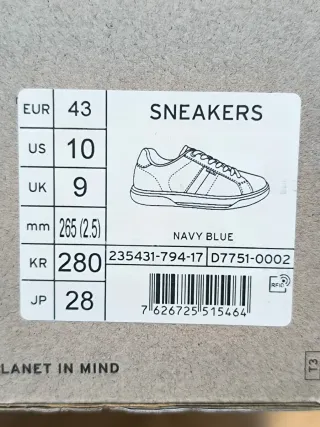 EUR 43
US 10
UK 9
mm 265 (2.5)
KR 280
JP 28
SNEAKERS
NAVY BLUE
235431-794-17 D7751-0002
RFID
7 626725 515464
LANET IN MIND
T3